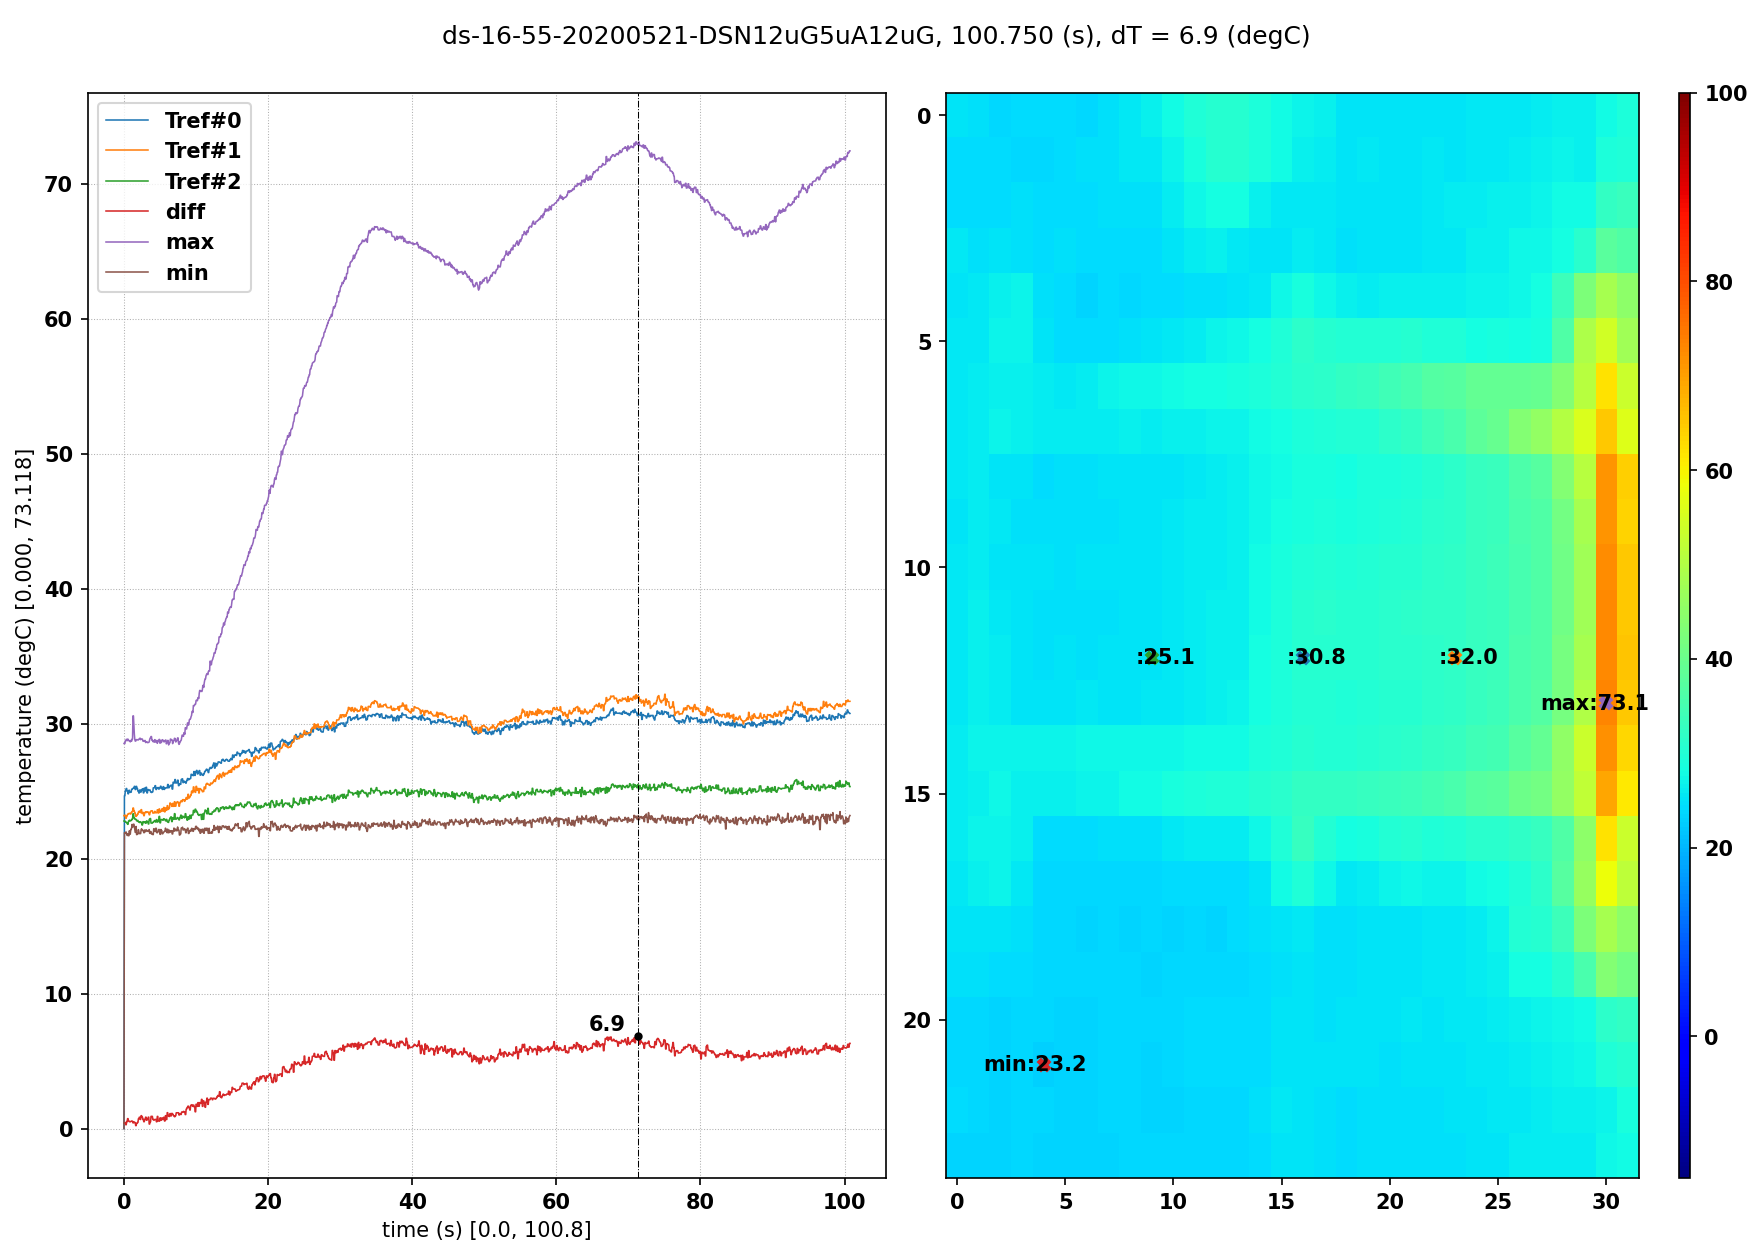 ds-16-55-20200521-DSN12uG5uA12uG, 100.750 (s), dT = 6.9 (degC)
Tref#0
Tref#1
Tref#2
diff
max
min
70
60
50
40
30
20
10
0
temperature (degC) [0.000, 73.118]
6.9
0 20 40 60 80 100
time (s) [0.0, 100.8]
0
5
10
15
20
:25.1
:30.8
:32.0
max:73.1
min:23.2
0 5 10 15 20 25 30
100
80
60
40
20
0